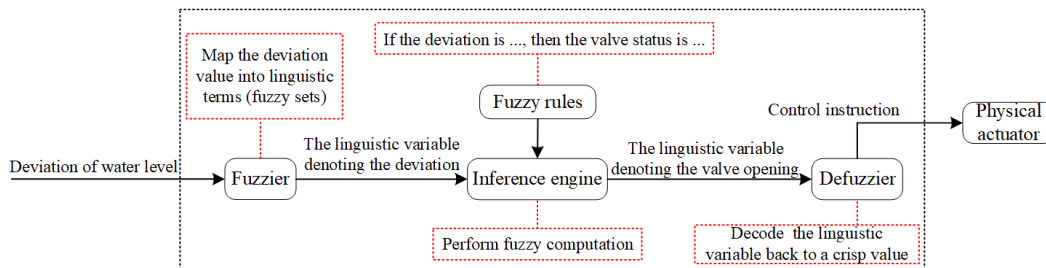 Map the deviation
value into linguistic
terms (fuzzy sets)
If the deviation is ..., then the valve status is ...
Fuzzy rules
Control instruction
Physical
actuator
Deviation of water level
Fuzzier
The linguistic variable
denoting the deviation
Inference engine
The linguistic variable
denoting the valve opening
Defuzzier
Perform fuzzy computation
Decode the linguistic
variable back to a crisp value